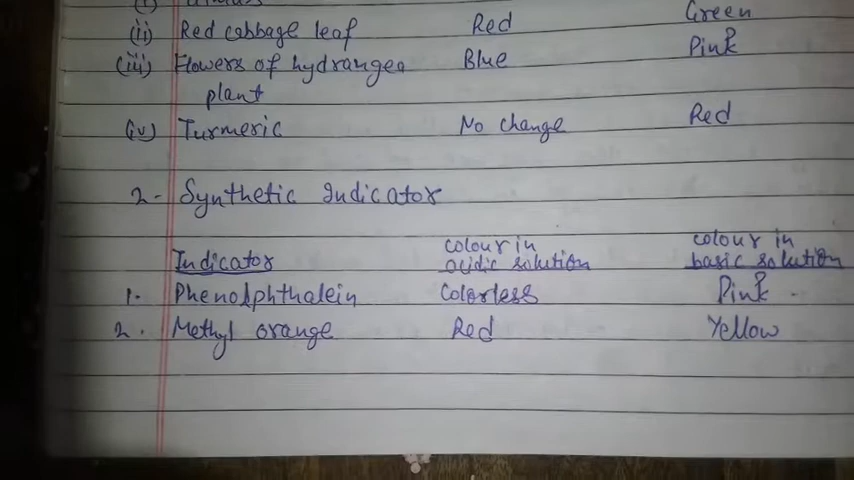 (ii) Red cabbage leaf Red Green
(iii) Flowers of hydrangea Blue Pink
plant
(iv) Turmeric No change Red
2- Synthetic Indicator
Indicator colour in acidic solution colour in basic solution
1. Phenolphthalein Colorless Pink
2. Methyl orange Red Yellow